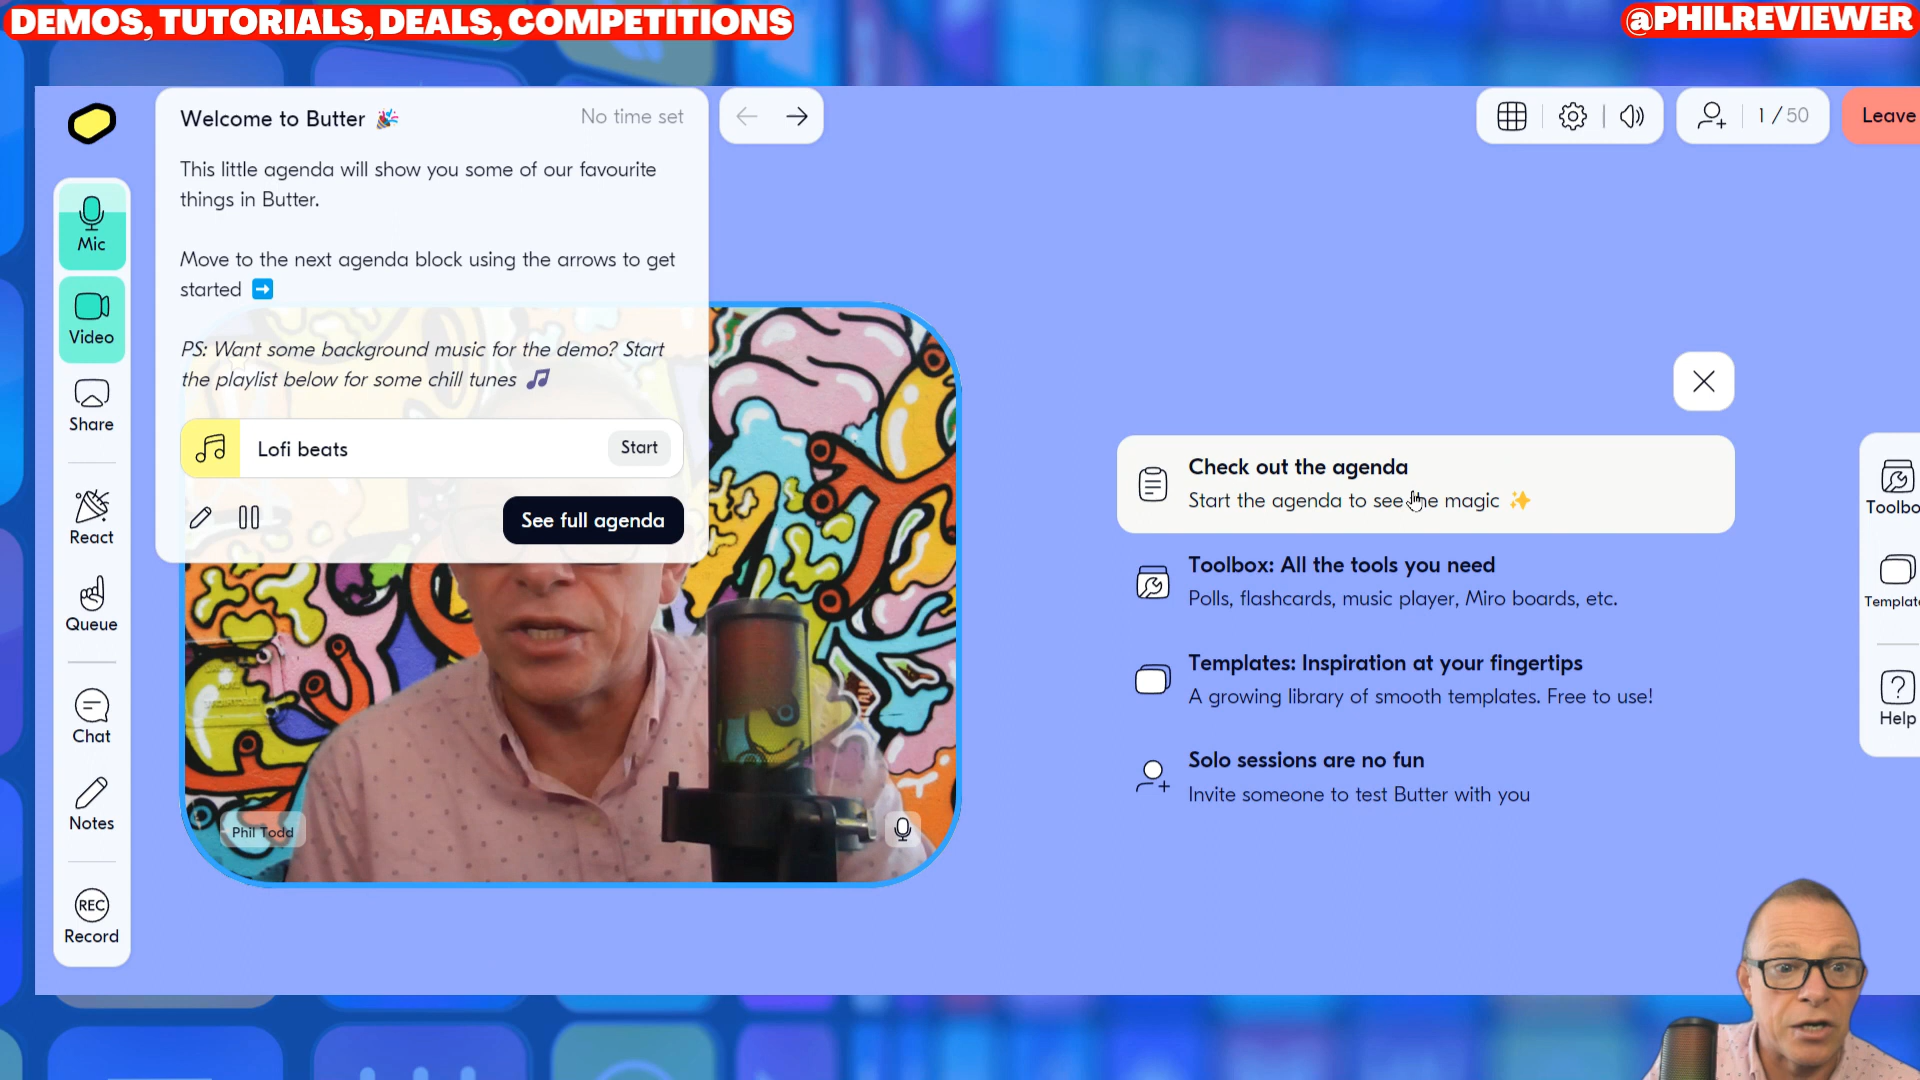 DEMOS, TUTORIALS, DEALS, COMPETITIONS
@PHILREVIEWER
Welcome to Butter 🎉
No time set
1 / 50
Leave
This little agenda will show you some of our favourite
things in Butter.
Move to the next agenda block using the arrows to get
started ➡️
PS: Want some background music for the demo? Start
the playlist below for some chill tunes 🎵
Lofi beats
Start
See full agenda
Mic
Video
Share
React
Queue
Chat
Notes
REC
Record
Phil Todd
Check out the agenda
Start the agenda to see the magic ✨
Toolbox: All the tools you need
Polls, flashcards, music player, Miro boards, etc.
Templates: Inspiration at your fingertips
A growing library of smooth templates. Free to use!
Solo sessions are no fun
Invite someone to test Butter with you
Toolbo
Templat
Help